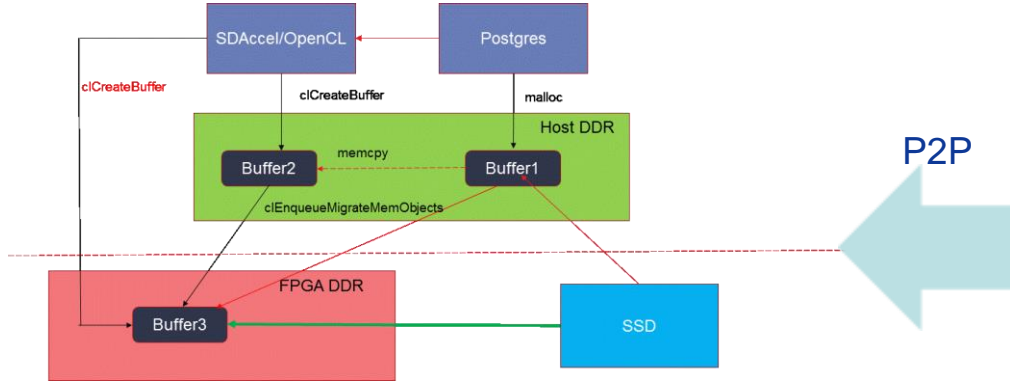 SDAccel/OpenCL
Postgres
clCreateBuffer
clCreateBuffer
malloc
Host DDR
P2P
memcpy
Buffer2
Buffer1
clEnqueueMigrateMemObjects
FPGA DDR
Buffer3
SSD